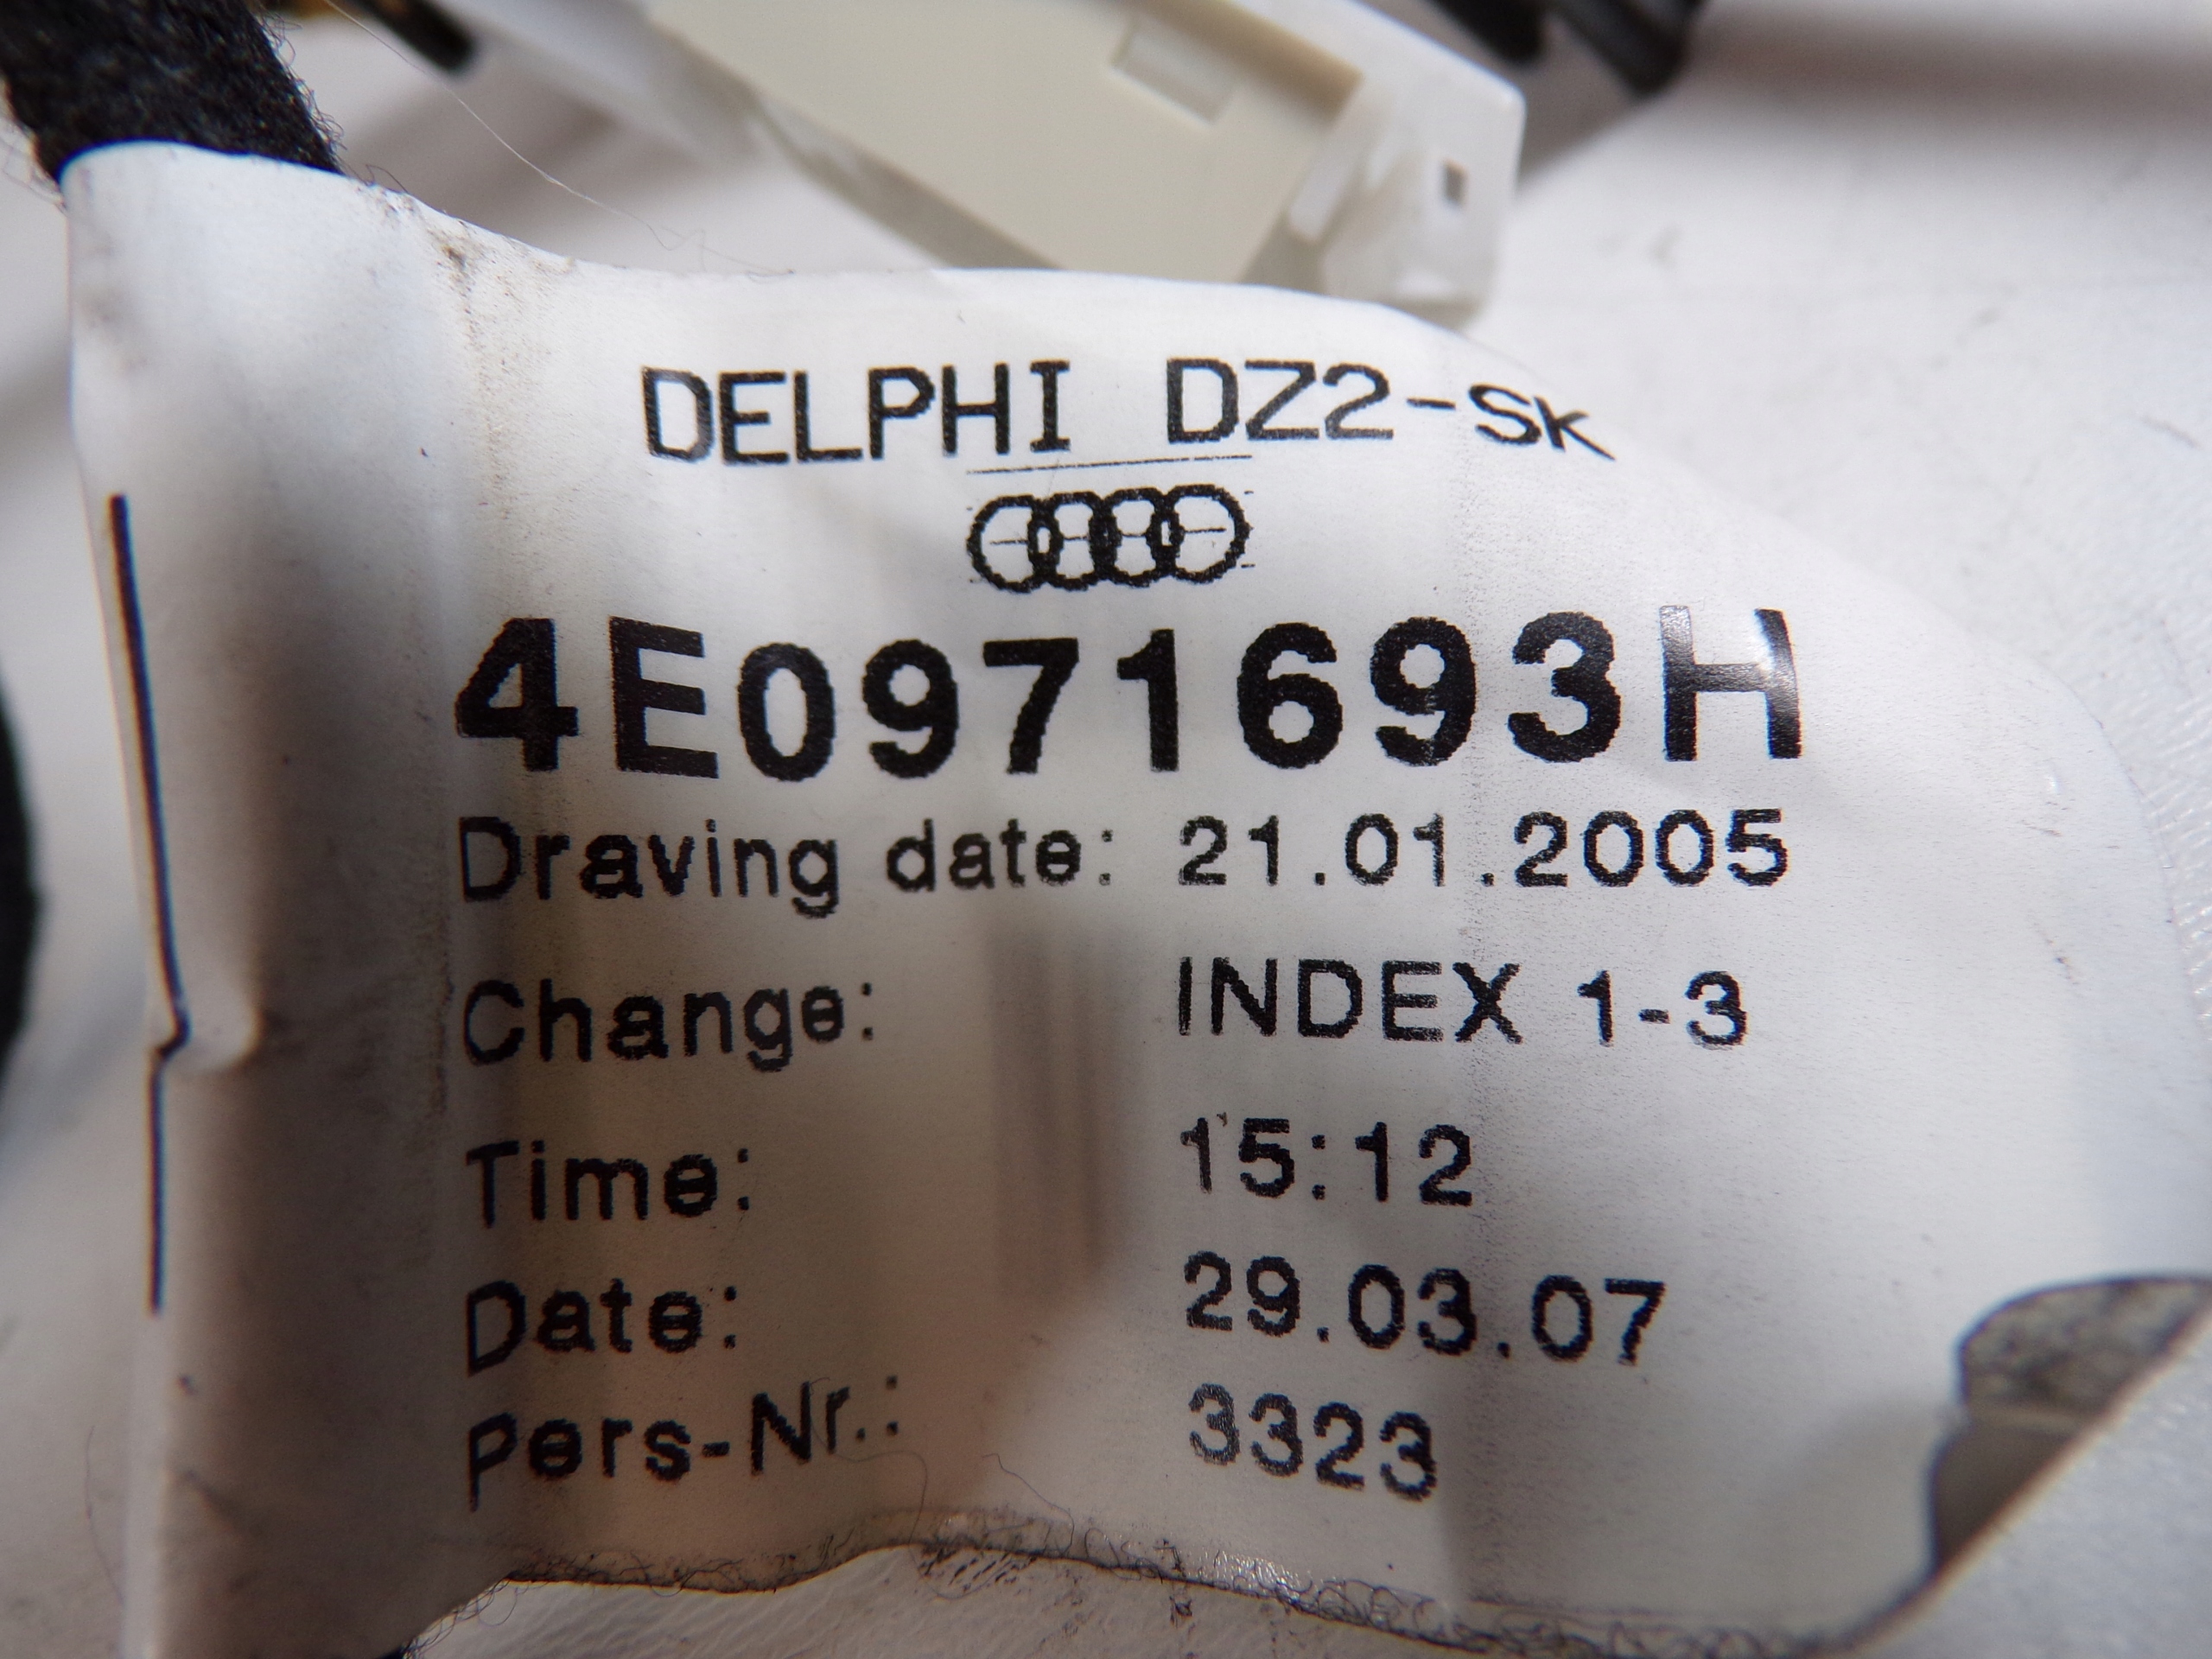 DELPHI DZ2-SK
4E0971693H
Draving date: 21.01.2005
Change: INDEX 1-3
Time: 15:12
Date: 29.03.07
Pers-Nr.: 3323